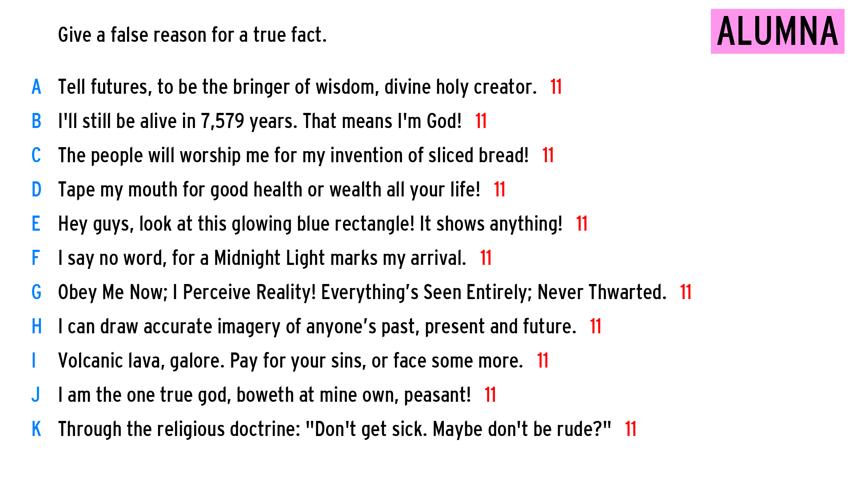 Give a false reason for a true fact.
ALUMNA
A Tell futures, to be the bringer of wisdom, divine holy creator. 11
B I'll still be alive in 7,579 years. That means I'm God! 11
C The people will worship me for my invention of sliced bread! 11
D Tape my mouth for good health or wealth all your life! 11
E Hey guys, look at this glowing blue rectangle! It shows anything! 11
F I say no word, for a Midnight Light marks my arrival. 11
G Obey Me Now; I Perceive Reality! Everything’s Seen Entirely; Never Thwarted. 11
H I can draw accurate imagery of anyone’s past, present and future. 11
I Volcanic lava, galore. Pay for your sins, or face some more. 11
J I am the one true god, boweth at mine own, peasant! 11
K Through the religious doctrine: "Don't get sick. Maybe don't be rude?" 11